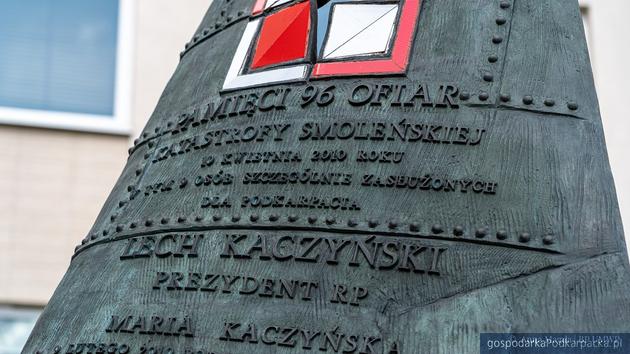 PAMIĘCI 96 OFIAR
KATASTROFY SMOLEŃSKIEJ
10 KWIETNIA 2010 ROKU
W TYM 9 OSÓB SZCZEGÓLNIE ZASŁUŻONYCH
DLA PODKARPACIA
LECH KACZYŃSKI
PREZYDENT RP
MARIA KACZYŃSKA
gospodarkaPodkarpacka.pl